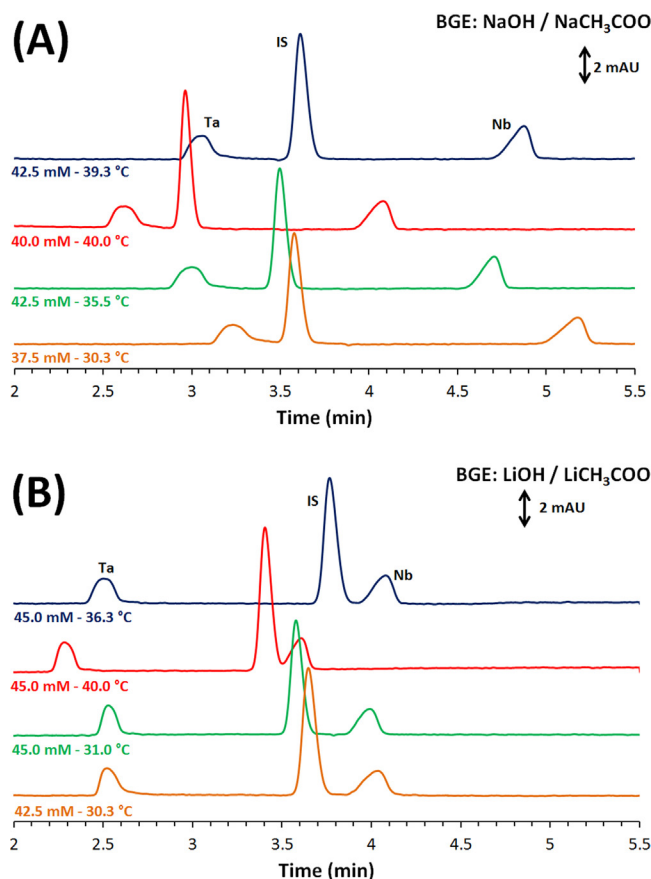 (A)
BGE: NaOH / NaCH₃COO
2 mAU
IS
Ta
Nb
42.5 mM - 39.3 °C
40.0 mM - 40.0 °C
42.5 mM - 35.5 °C
37.5 mM - 30.3 °C
2 2.5 3 3.5 4 4.5 5 5.5
Time (min)
(B)
BGE: LiOH / LiCH₃COO
2 mAU
IS
Ta
Nb
45.0 mM - 36.3 °C
45.0 mM - 40.0 °C
45.0 mM - 31.0 °C
42.5 mM - 30.3 °C
2 2.5 3 3.5 4 4.5 5 5.5
Time (min)